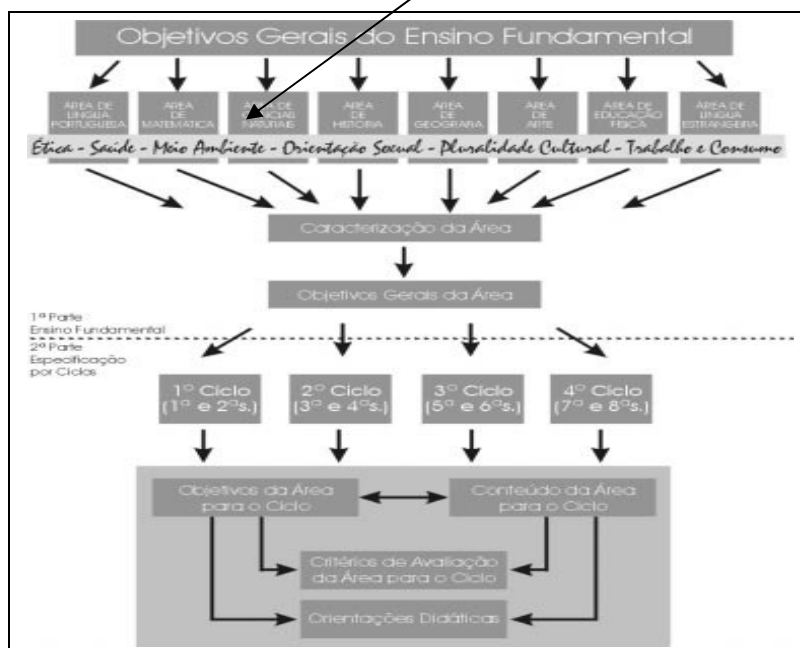 Objetivos Gerais do Ensino Fundamental
ÁREA DE
LÍNGUA
PORTUGUESA
ÁREA
DE
MATEMÁTICA
ÁREA DE
CIÊNCIAS
NATURAIS
ÁREA
DE
HISTÓRIA
ÁREA
DE
GEOGRAFIA
ÁREA
DE
ARTE
ÁREA DE
EDUCAÇÃO
FÍSICA
ÁREA DE
LÍNGUA
ESTRANGEIRA
Ética - Saúde - Meio Ambiente - Orientação Sexual - Pluralidade Cultural - Trabalho e Consumo
Caracterização da Área
Objetivos Gerais da Área
1ª Parte
Ensino Fundamental
2ª Parte
Especificação
por Ciclos
1º Ciclo
(1ª e 2ªs.)
2º Ciclo
(3ª e 4ªs.)
3º Ciclo
(5ª e 6ªs.)
4º Ciclo
(7ª e 8ªs.)
Objetivos da Área
para o Ciclo
Conteúdo da Área
para o Ciclo
Critérios de Avaliação
da Área para o Ciclo
Orientações Didáticas